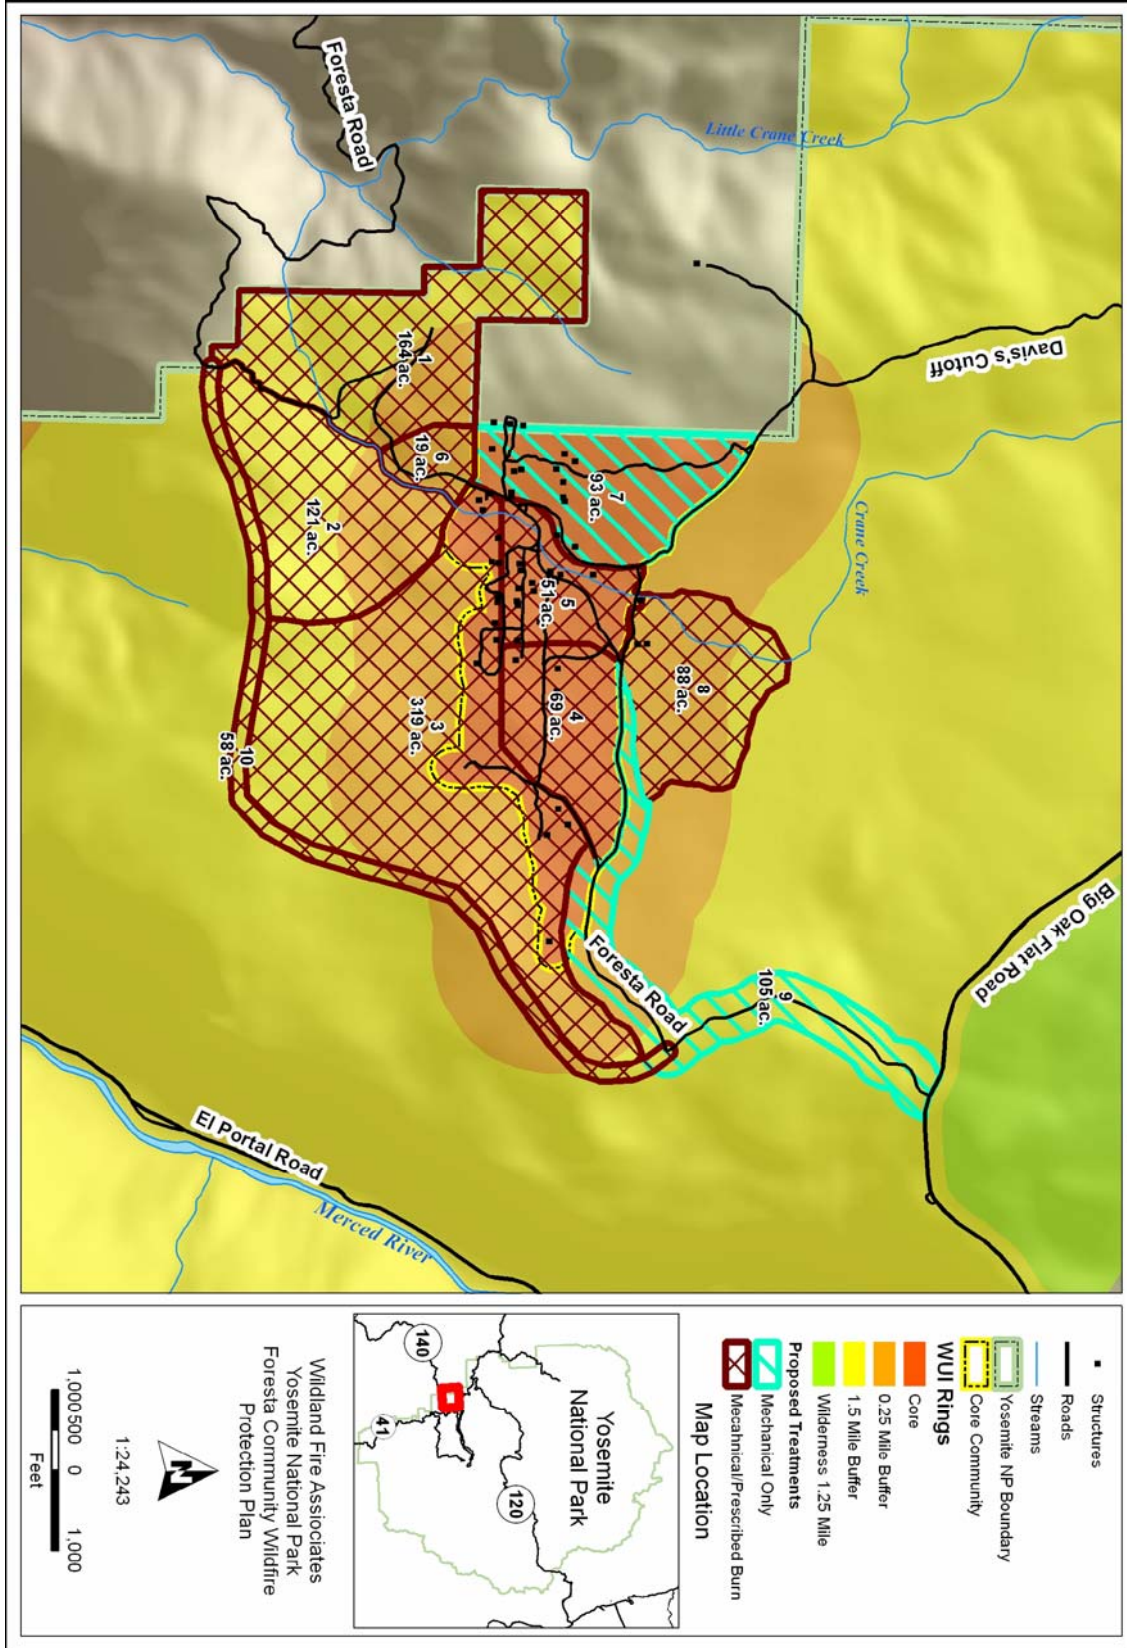 Foresta Road
Little Crane Creek
Davis's Cutoff
Crane Creek
Big Oak Flat Road
1
164 ac.
6
19 ac.
2
121 ac.
7
93 ac.
5
51 ac.
4
69 ac.
8
88 ac.
3
319 ac.
10
58 ac.
9
105 ac.
Foresta Road
El Portal Road
Merced River
Structures
Roads
Streams
Yosemite NP Boundary
Core Community
WUI Rings
Core
0.25 Mile Buffer
1.5 Mile Buffer
Wilderness 1.25 Mile
Proposed Treatments
Mechanical Only
Mecahnical/Prescribed Burn
Map Location
Yosemite
National Park
140
41
120
Wildland Fire Assiociates
Yosemite National Park
Foresta Community Wildfire
Protection Plan
N
1:24,243
1,000 500 0 1,000
Feet